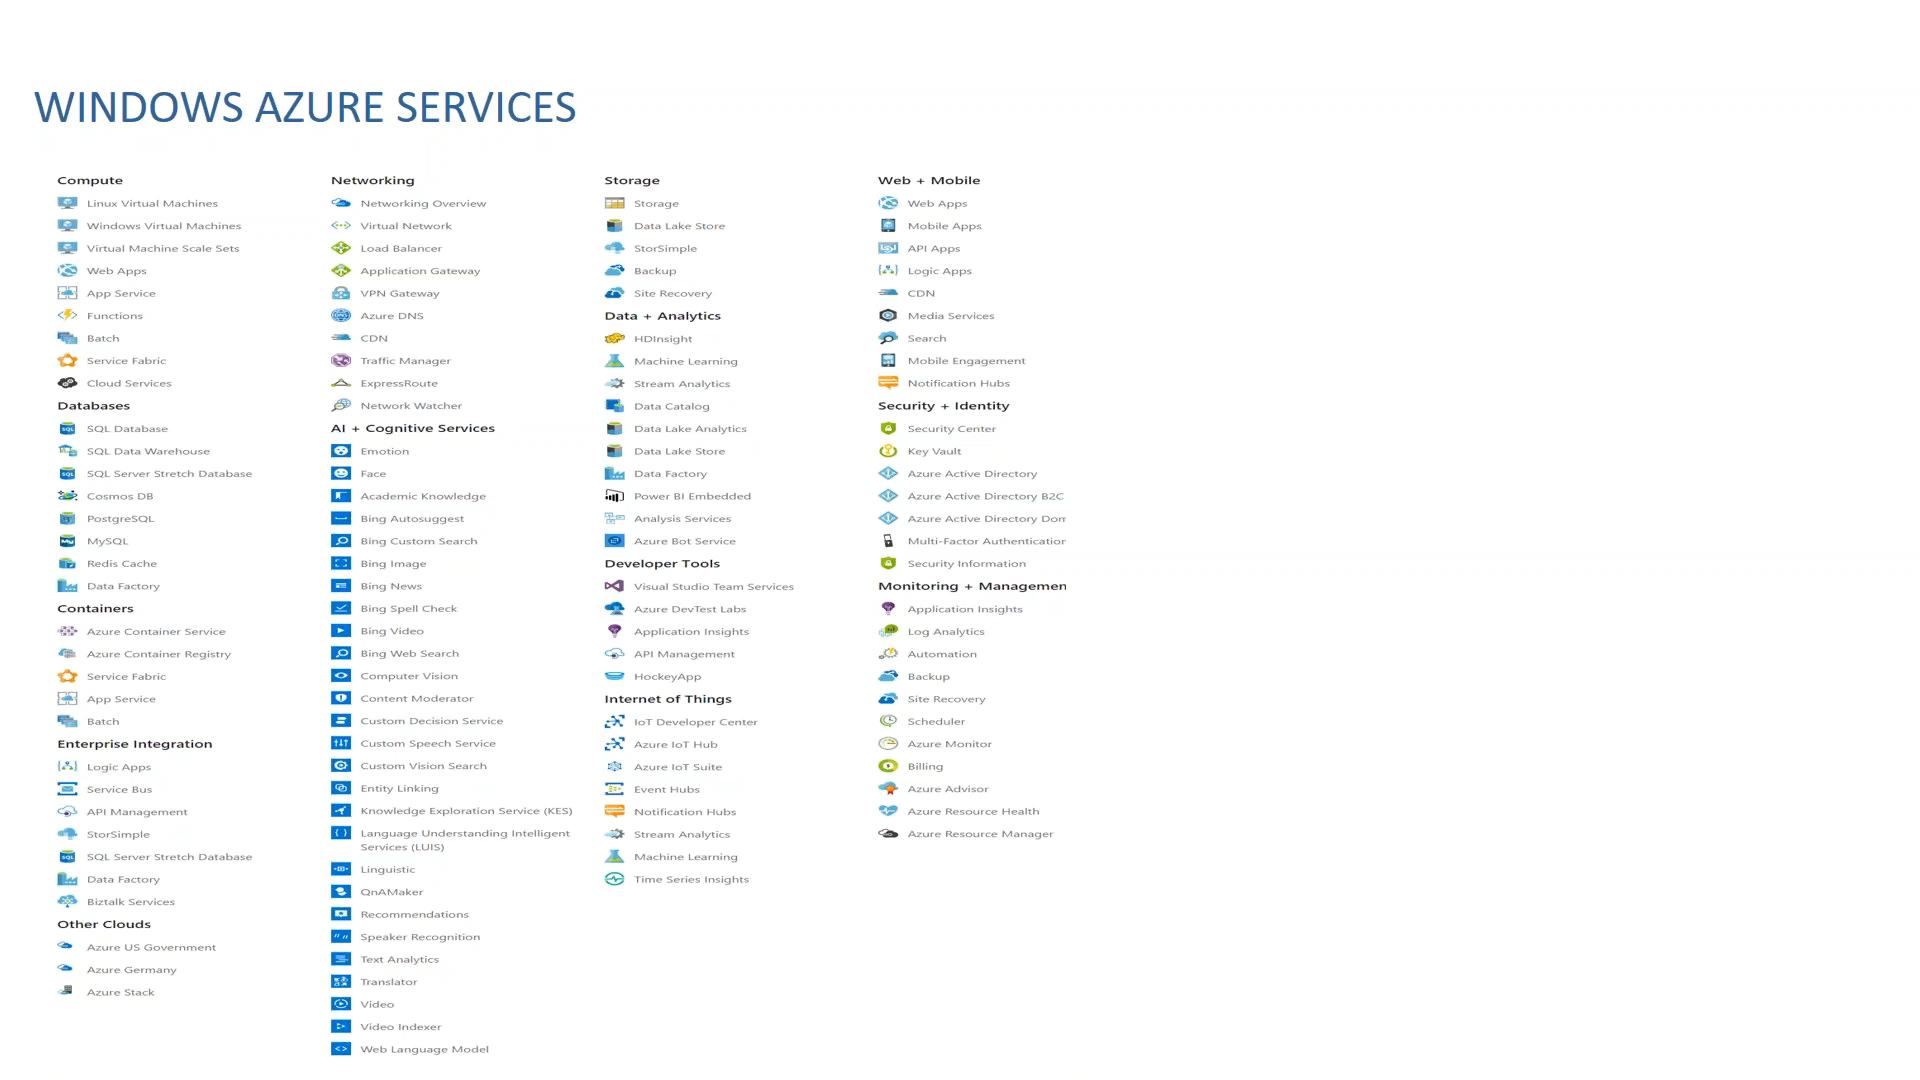 WINDOWS AZURE SERVICES
Compute
Linux Virtual Machines
Windows Virtual Machines
Virtual Machine Scale Sets
Web Apps
App Service
Functions
Batch
Service Fabric
Cloud Services
Databases
SQL Database
SQL Data Warehouse
SQL Server Stretch Database
Cosmos DB
PostgreSQL
MySQL
Redis Cache
Data Factory
Containers
Azure Container Service
Azure Container Registry
Service Fabric
App Service
Batch
Enterprise Integration
Logic Apps
Service Bus
API Management
StorSimple
SQL Server Stretch Database
Data Factory
Biztalk Services
Other Clouds
Azure US Government
Azure Germany
Azure Stack
Networking
Networking Overview
Virtual Network
Load Balancer
Application Gateway
VPN Gateway
Azure DNS
CDN
Traffic Manager
ExpressRoute
Network Watcher
AI + Cognitive Services
Emotion
Face
Academic Knowledge
Bing Autosuggest
Bing Custom Search
Bing Image
Bing News
Bing Spell Check
Bing Video
Bing Web Search
Computer Vision
Content Moderator
Custom Decision Service
Custom Speech Service
Custom Vision Search
Entity Linking
Knowledge Exploration Service (KES)
Language Understanding Intelligent
Services (LUIS)
Linguistic
QnAMaker
Recommendations
Speaker Recognition
Text Analytics
Translator
Video
Video Indexer
Web Language Model
Storage
Storage
Data Lake Store
StorSimple
Backup
Site Recovery
Data + Analytics
HDInsight
Machine Learning
Stream Analytics
Data Catalog
Data Lake Analytics
Data Lake Store
Data Factory
Power BI Embedded
Analysis Services
Azure Bot Service
Developer Tools
Visual Studio Team Services
Azure DevTest Labs
Application Insights
API Management
HockeyApp
Internet of Things
IoT Developer Center
Azure IoT Hub
Azure IoT Suite
Event Hubs
Notification Hubs
Stream Analytics
Machine Learning
Time Series Insights
Web + Mobile
Web Apps
Mobile Apps
API Apps
Logic Apps
CDN
Media Services
Search
Mobile Engagement
Notification Hubs
Security + Identity
Security Center
Key Vault
Azure Active Directory
Azure Active Directory B2C
Azure Active Directory Dom
Multi-Factor Authentication
Security Information
Monitoring + Managemen
Application Insights
Log Analytics
Automation
Backup
Site Recovery
Scheduler
Azure Monitor
Billing
Azure Advisor
Azure Resource Health
Azure Resource Manager